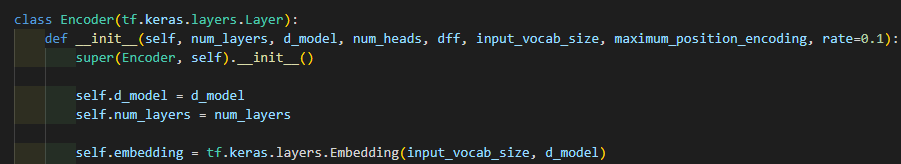 class Encoder(tf.keras.layers.Layer):
    def __init__(self, num_layers, d_model, num_heads, dff, input_vocab_size, maximum_position_encoding, rate=0.1):
        super(Encoder, self).__init__()

        self.d_model = d_model
        self.num_layers = num_layers

        self.embedding = tf.keras.layers.Embedding(input_vocab_size, d_model)